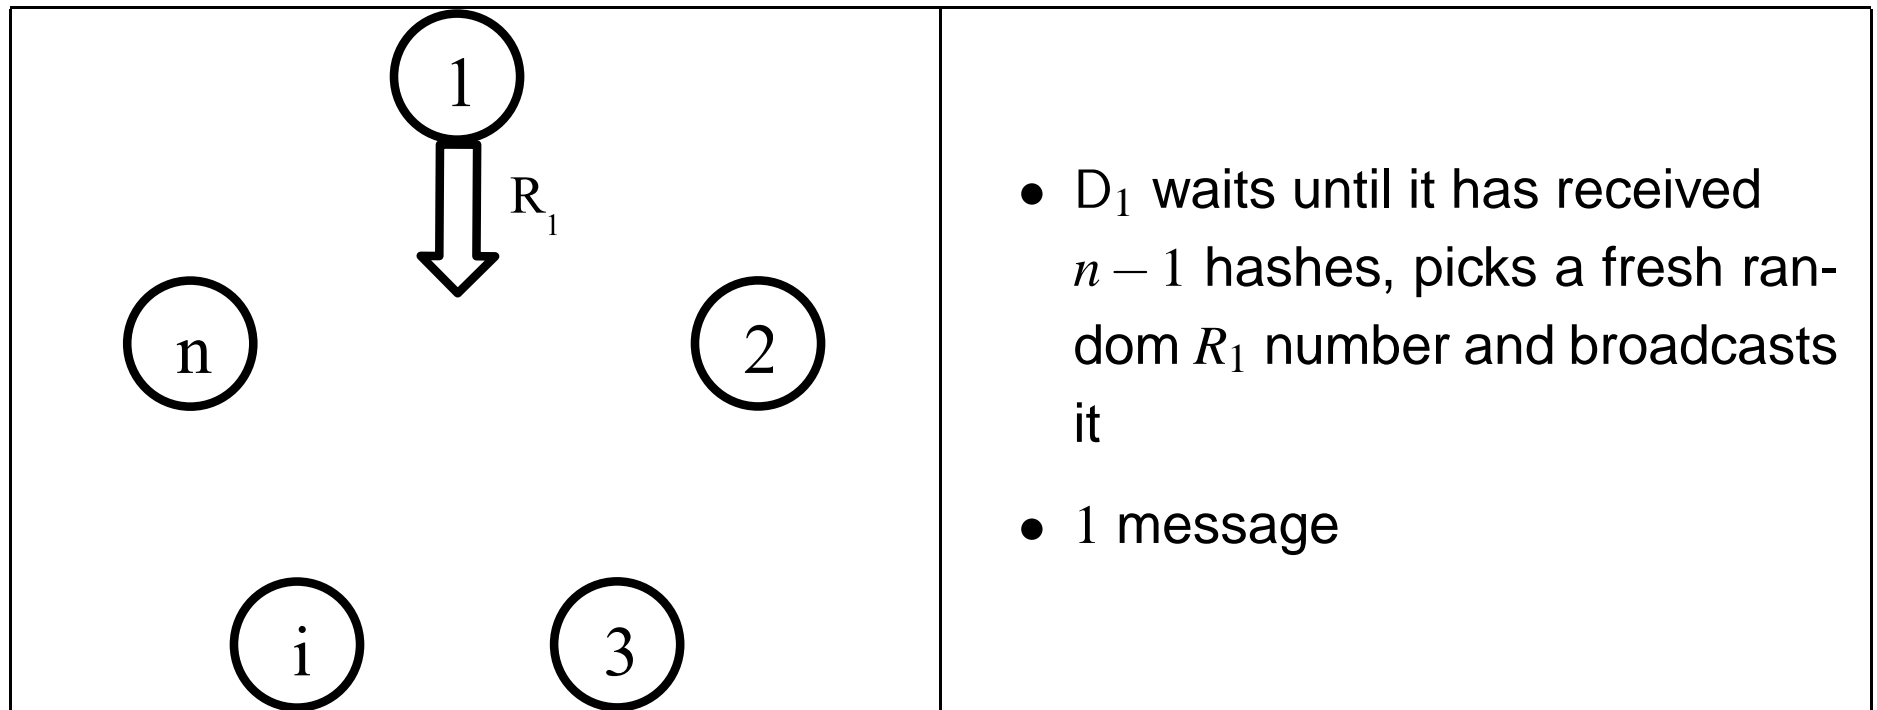 1
R₁
n
2
i
3
• D₁ waits until it has received
n − 1 hashes, picks a fresh ran-
dom R₁ number and broadcasts
it
• 1 message